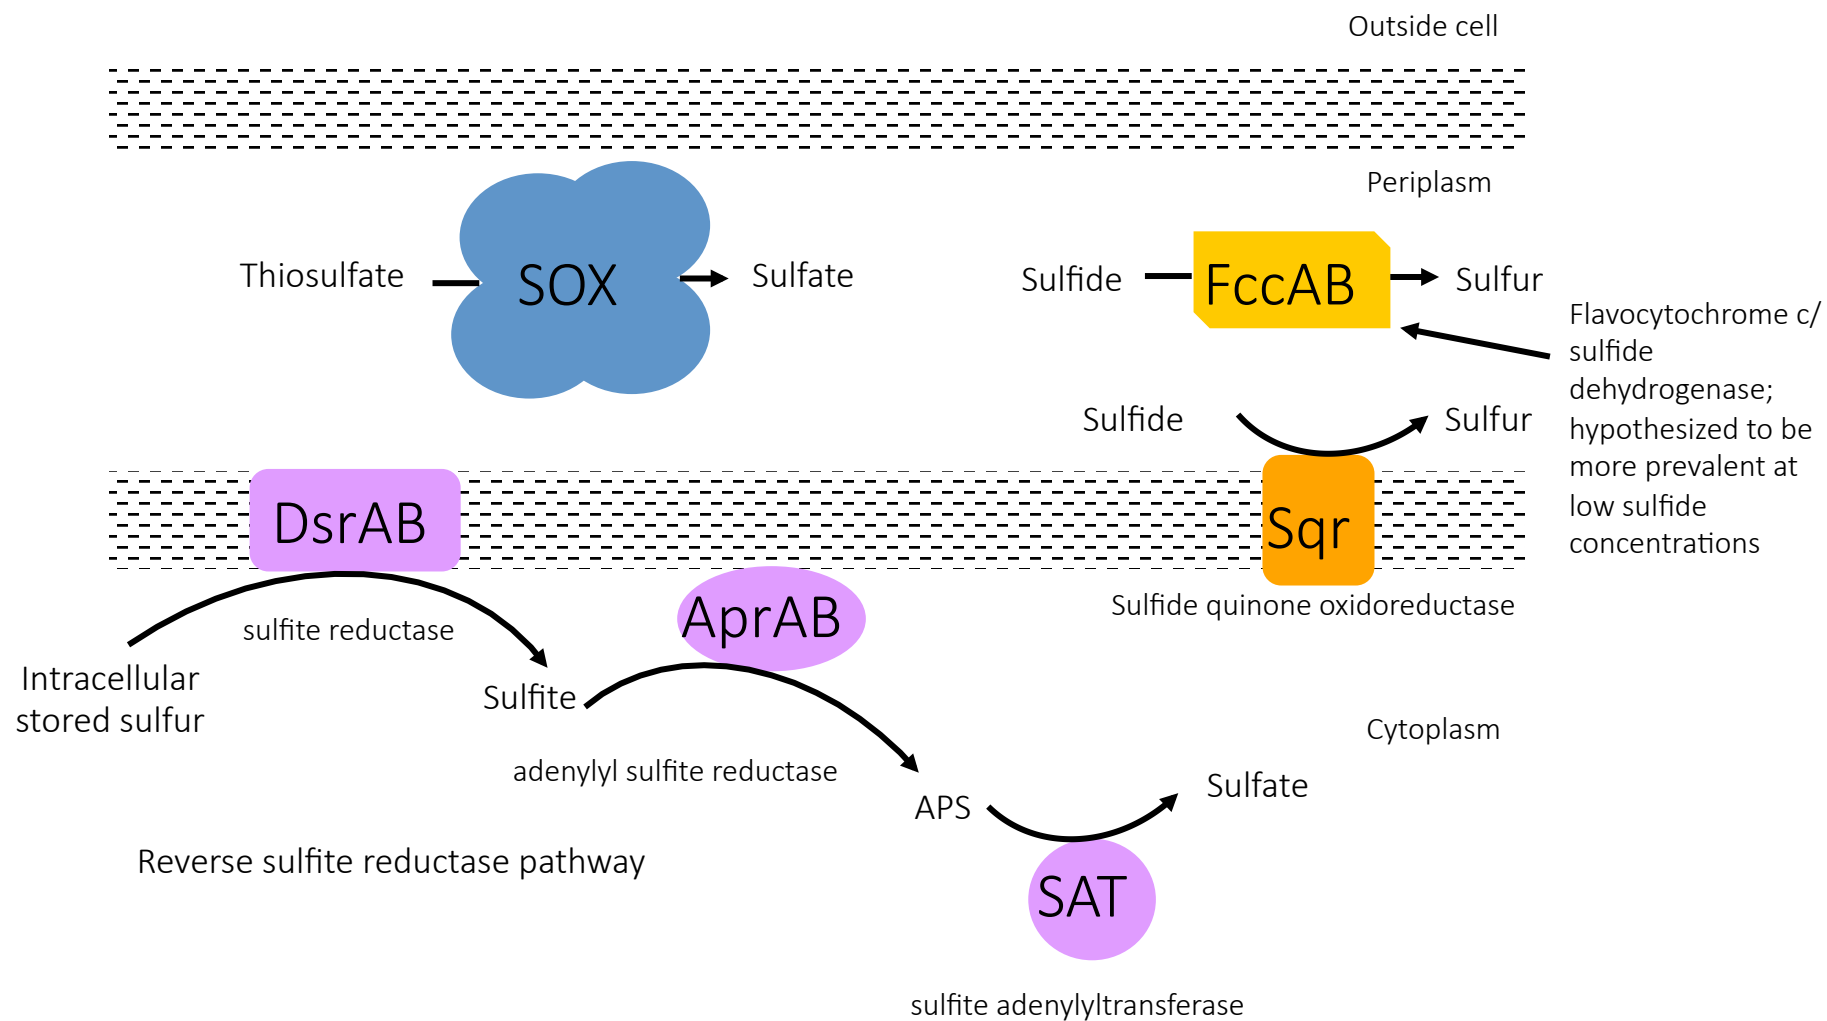 Outside cell
Periplasm
Thiosulfate
SOX
Sulfate
Sulfide
FccAB
Sulfur
Flavocytochrome c/
sulfide
dehydrogenase;
hypothesized to be
more prevalent at
low sulfide
concentrations
Sulfide
Sulfur
DsrAB
Sqr
sulfite reductase
AprAB
Sulfide quinone oxidoreductase
Intracellular
stored sulfur
Sulfite
Cytoplasm
adenylyl sulfite reductase
APS
Sulfate
Reverse sulfite reductase pathway
SAT
sulfite adenylyltransferase